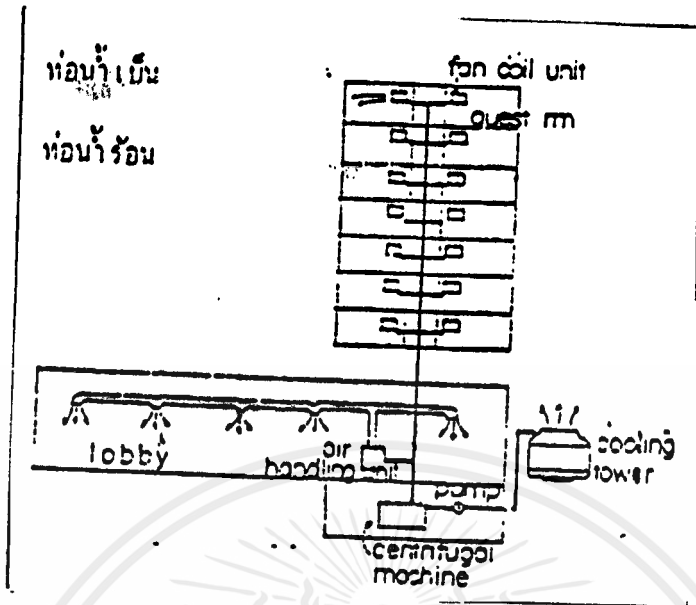 ท่อน้ำเย็น
ท่อน้ำร้อน
fan coil unit
guest rm
lobby
air
handling unit
pump
cooling
tower
centrifugal
machine